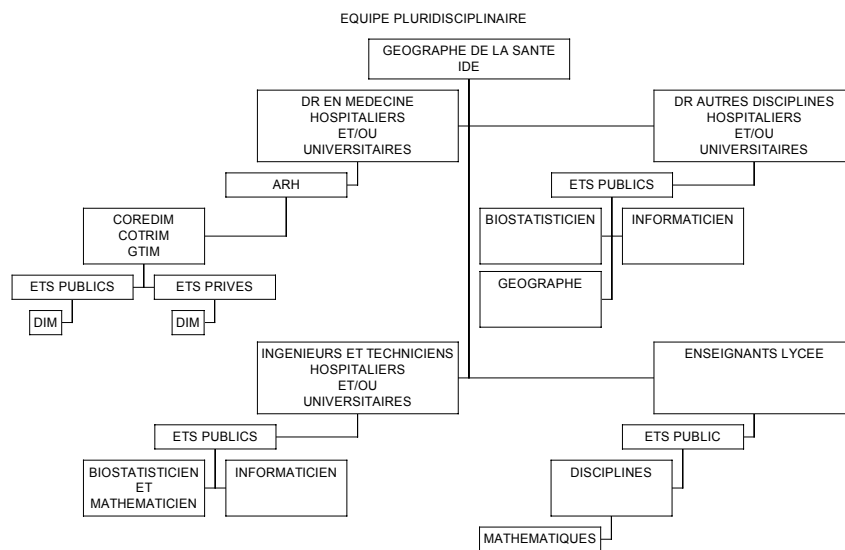 EQUIPE PLURIDISCIPLINAIRE
GEOGRAPHE DE LA SANTE
IDE
DR EN MEDECINE
HOSPITALIERS
ET/OU
UNIVERSITAIRES
DR AUTRES DISCIPLINES
HOSPITALIERS
ET/OU
UNIVERSITAIRES
ARH
ETS PUBLICS
COREDIM
COTRIM
GTIM
BIOSTATISTICIEN
INFORMATICIEN
ETS PUBLICS
ETS PRIVES
GEOGRAPHE
DIM
DIM
INGENIEURS ET TECHNICIENS
HOSPITALIERS
ET/OU
UNIVERSITAIRES
ENSEIGNANTS LYCEE
ETS PUBLICS
ETS PUBLIC
BIOSTATISTICIEN
ET
MATHEMATICIEN
INFORMATICIEN
DISCIPLINES
MATHEMATIQUES